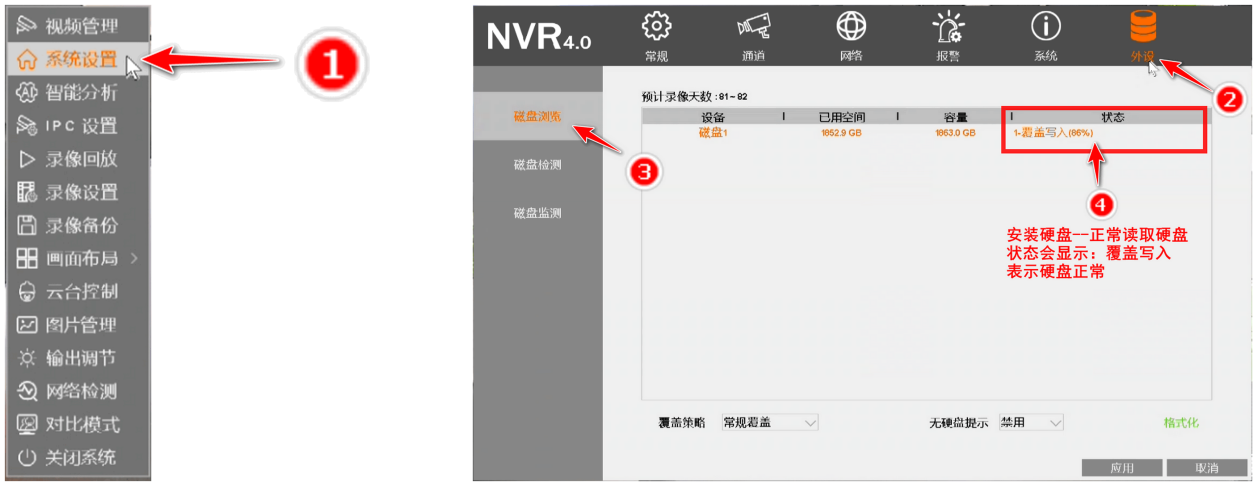 视频管理
系统设置
智能分析
IPC 设置
录像回放
录像设置
录像备份
画面布局 >
云台控制
图片管理
输出调节
网络检测
对比模式
关闭系统
1
NVR4.0
常规 通道 网络 报警 系统 外设
2
磁盘浏览
磁盘检测
磁盘监测
3
预计录像天数 :81-82
设备 已用空间 容量 状态
磁盘1 1852.9 GB 1863.0 GB 1-覆盖写入(86%)
4
安装硬盘--正常读取硬盘
状态会显示：覆盖写入
表示硬盘正常
覆盖策略 常规覆盖 无硬盘提示 禁用 格式化
应用 取消